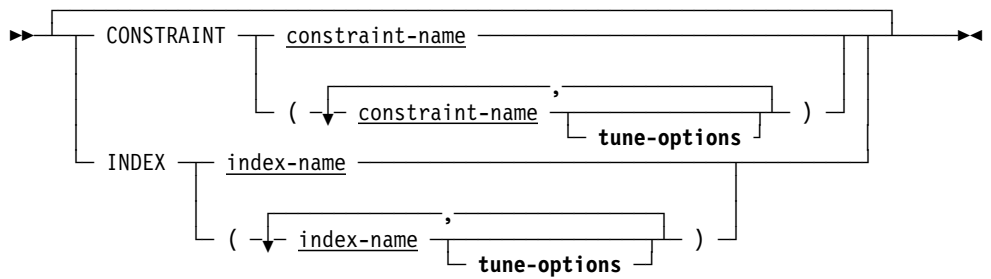 CONSTRAINT constraint-name
,
( constraint-name )
tune-options
INDEX index-name
,
( index-name )
tune-options